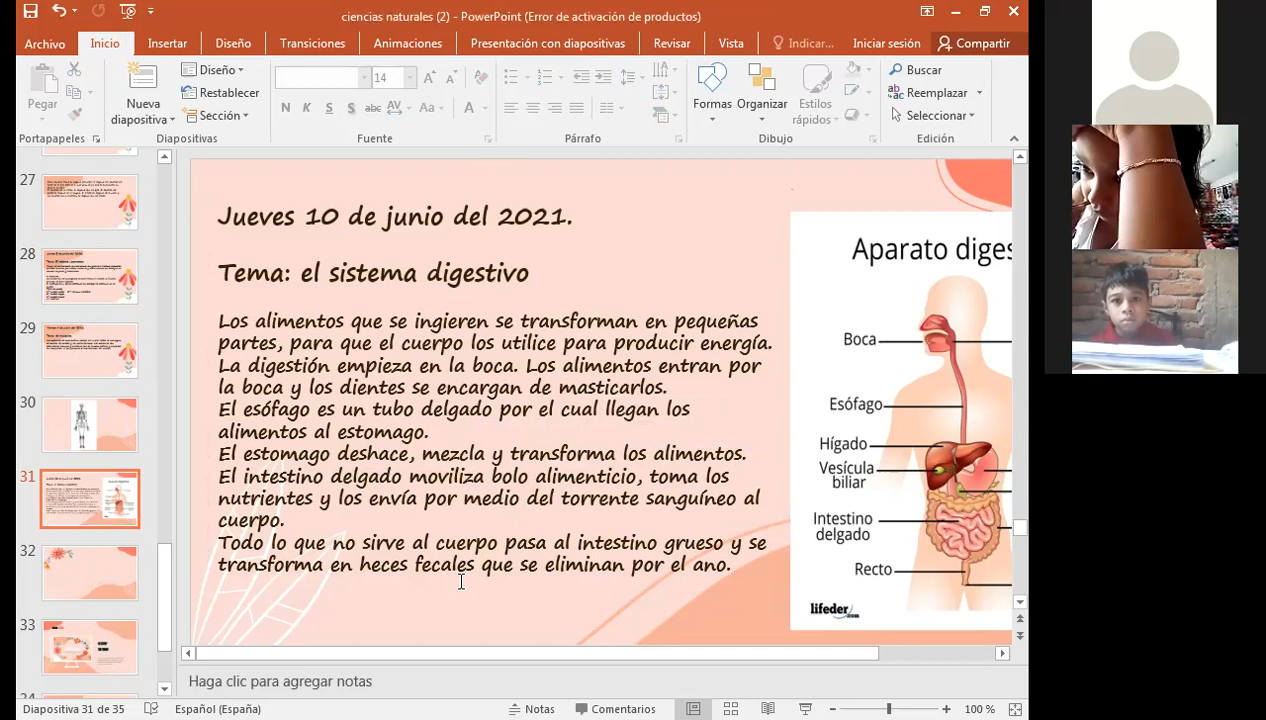 ciencias naturales (2) - PowerPoint (Error de activación de productos)
Archivo Inicio Insertar Diseño Transiciones Animaciones Presentación con diapositivas Revisar Vista Indicar... Iniciar sesión Compartir
Pegar
Nueva diapositiva
Diseño
Restablecer
Sección
14
N K S S abc AV Aa A
Formas
Organizar
Estilos rápidos
Buscar
Reemplazar
Seleccionar
Portapapeles Diapositivas Fuente Párrafo Dibujo Edición
27
28
29
30
31
32
33
Jueves 10 de junio del 2021.
Tema: el sistema digestivo
Los alimentos que se ingieren se transforman en pequeñas
partes, para que el cuerpo los utilice para producir energía.
La digestión empieza en la boca. Los alimentos entran por
la boca y los dientes se encargan de masticarlos.
El esófago es un tubo delgado por el cual llegan los
alimentos al estomago.
El estomago deshace, mezcla y transforma los alimentos.
El intestino delgado moviliza bolo alimenticio, toma los
nutrientes y los envía por medio del torrente sanguíneo al
cuerpo.
Todo lo que no sirve al cuerpo pasa al intestino grueso y se
transforma en heces fecales que se eliminan por el ano.
Aparato diges
Boca
Esófago
Hígado
Vesícula
biliar
Intestino
delgado
Recto
lifeder.com
Haga clic para agregar notas
Diapositiva 31 de 35 Español (España) Notas Comentarios 100 %